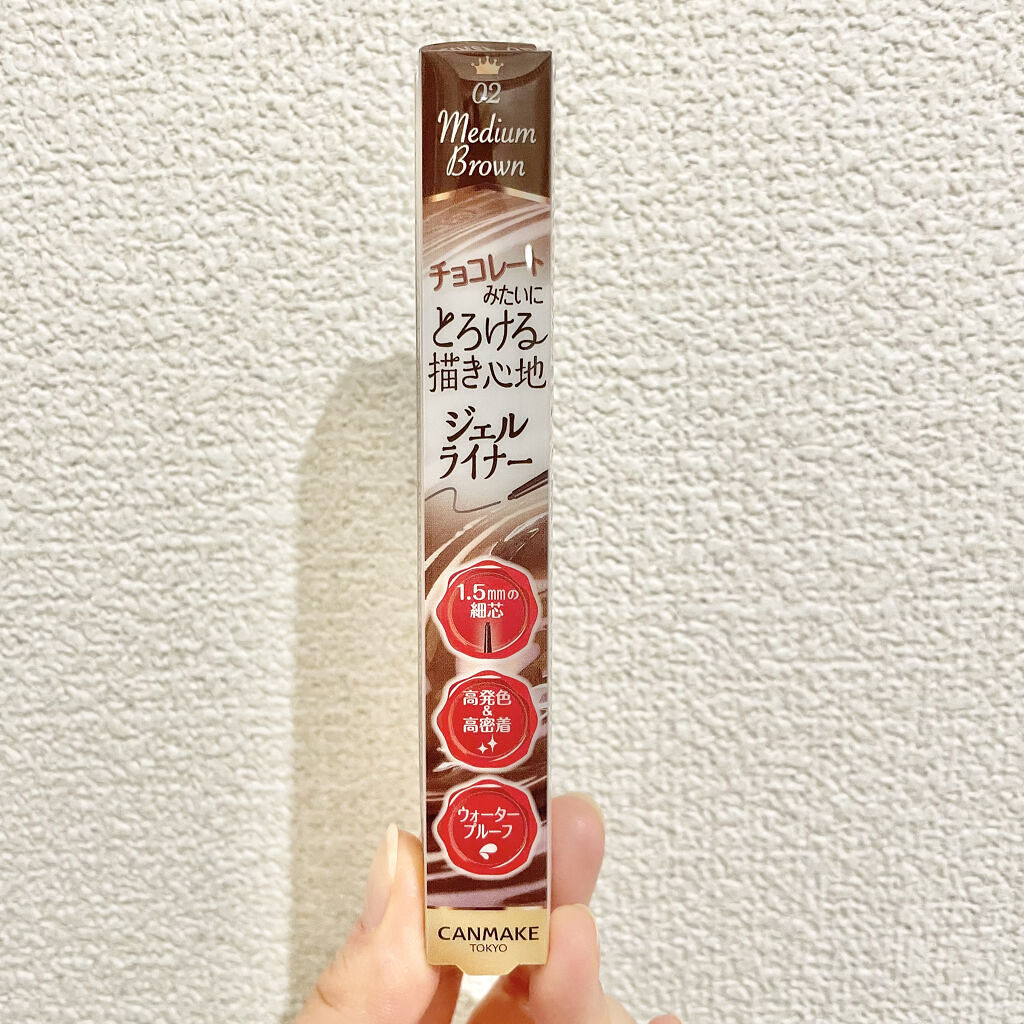 02
Medium
Brown
チョコレート
みたいに
とろける
描き心地
ジェル
ライナー
1.5mmの
細芯
高発色
&
高密着
ウォーター
プルーフ
CANMAKE
TOKYO